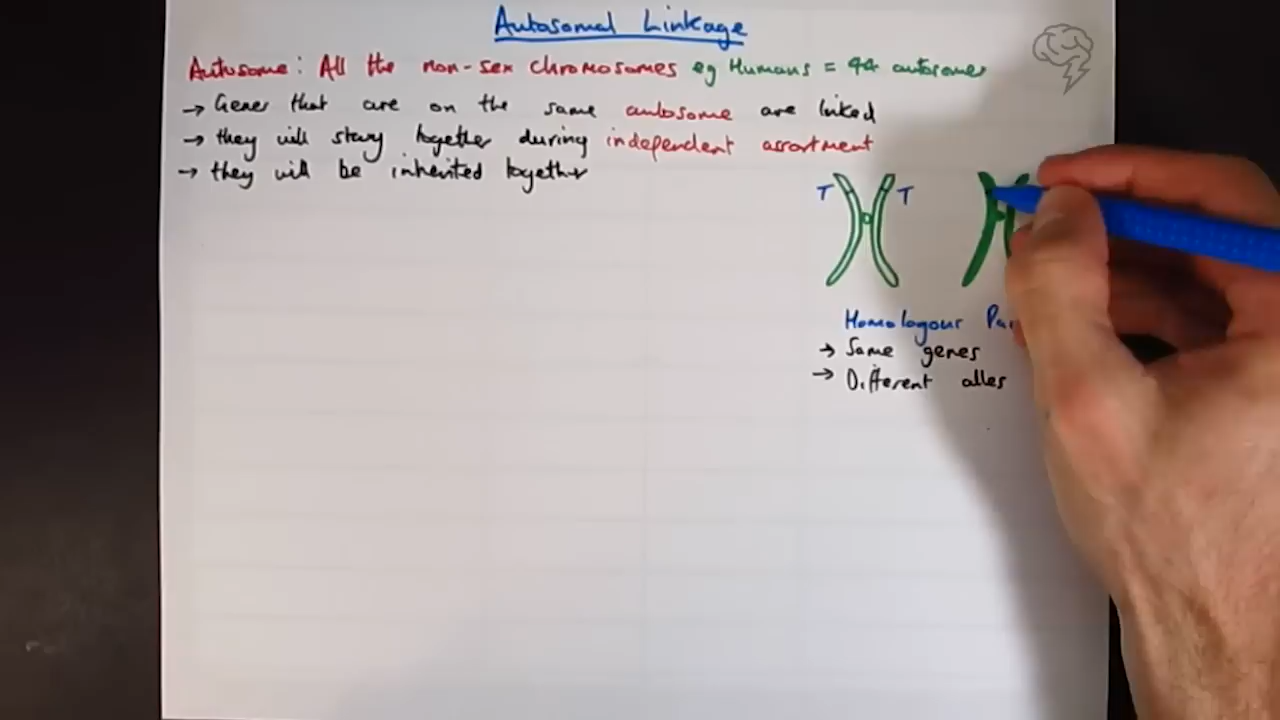 Autosomal Linkage
Autosome: All the non-sex chromosomes eg Humans = 44 autosomes
→ Genes that are on the same autosome are linked
→ they will stay together during independent assortment
→ they will be inherited together
T T
Homologous Pai
→ Same genes
→ Different alles